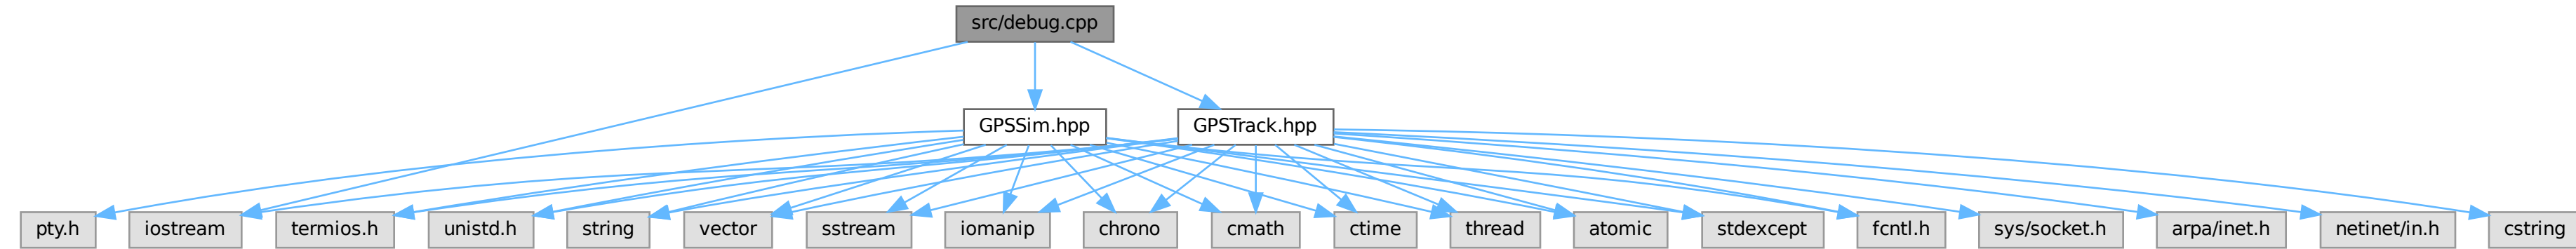 src/debug.cpp
GPSSim.hpp
GPSTrack.hpp
pty.h
iostream
termios.h
unistd.h
string
vector
sstream
iomanip
chrono
cmath
ctime
thread
atomic
stdexcept
fcntl.h
sys/socket.h
arpa/inet.h
netinet/in.h
cstring